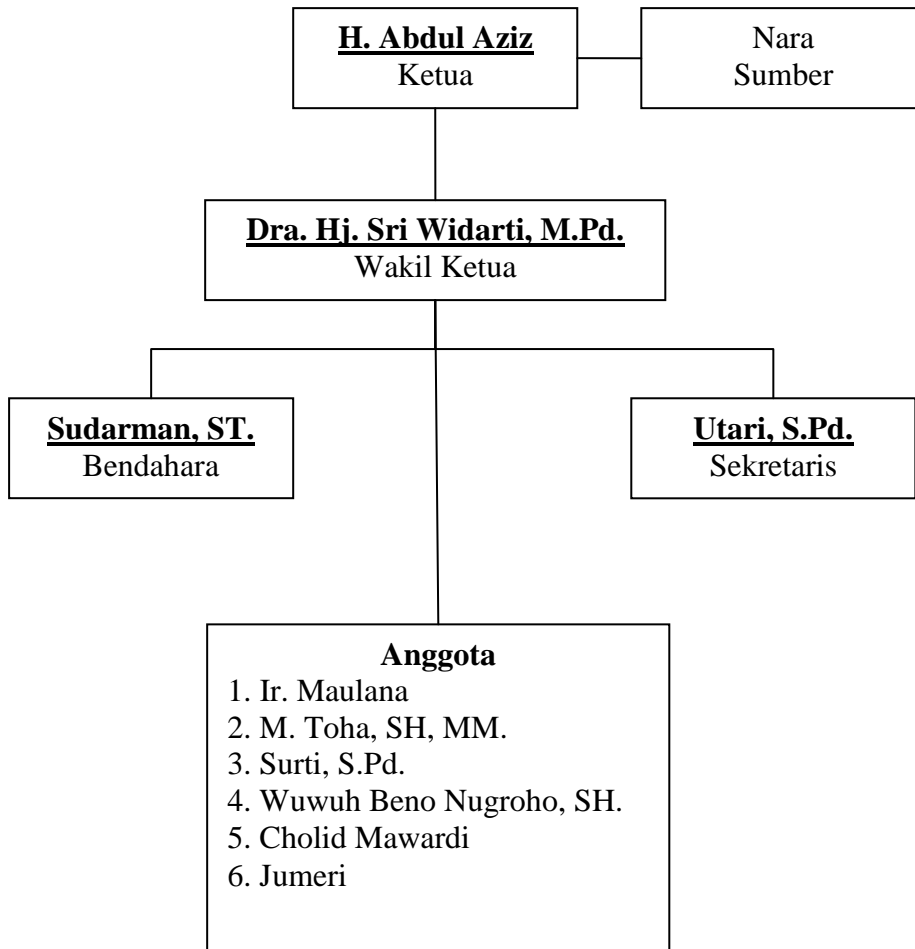 H. Abdul Aziz
Ketua
Nara
Sumber
Dra. Hj. Sri Widarti, M.Pd.
Wakil Ketua
Sudarman, ST.
Bendahara
Utari, S.Pd.
Sekretaris
Anggota
1. Ir. Maulana
2. M. Toha, SH, MM.
3. Surti, S.Pd.
4. Wuwuh Beno Nugroho, SH.
5. Cholid Mawardi
6. Jumeri